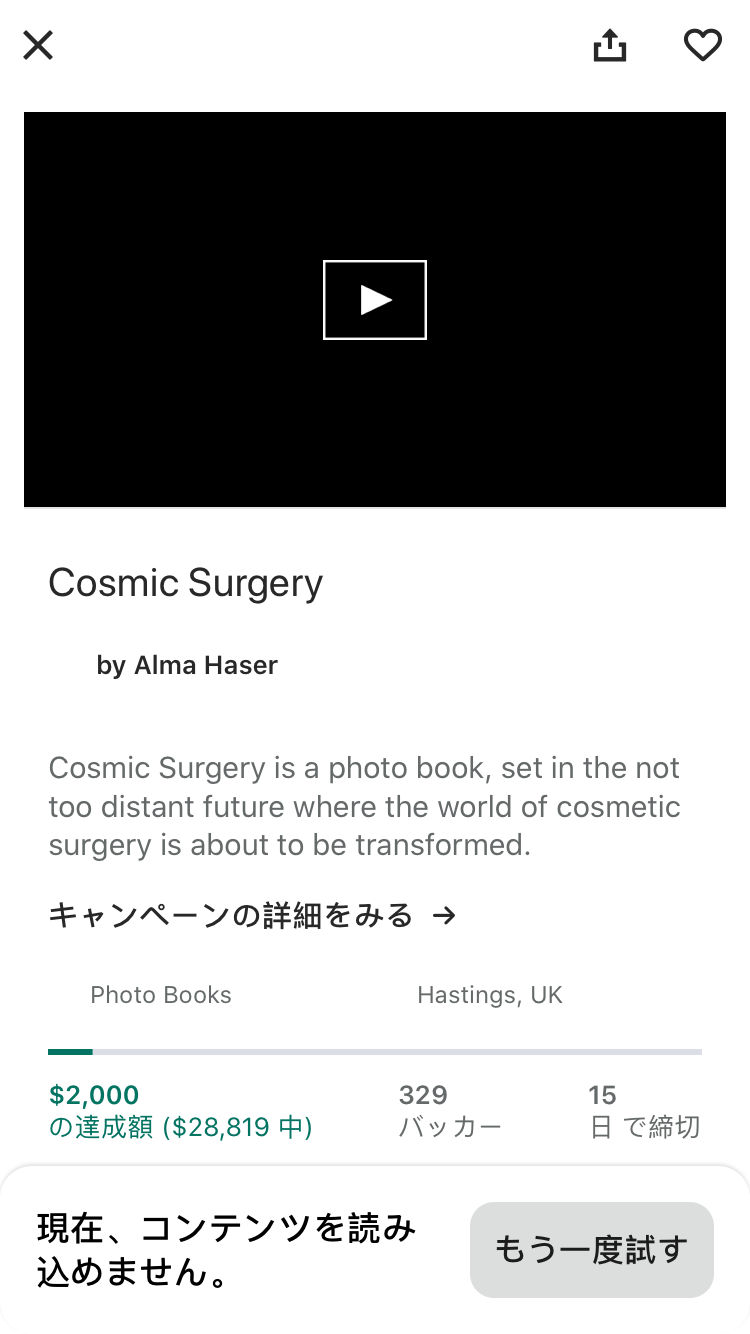 Cosmic Surgery
by Alma Haser
Cosmic Surgery is a photo book, set in the not
too distant future where the world of cosmetic
surgery is about to be transformed.
キャンペーンの詳細をみる →
Photo Books
Hastings, UK
$2,000
の達成額 ($28,819 中)
329
バッカー
15
日 で締切
現在、コンテンツを読み
込めません。
もう一度試す